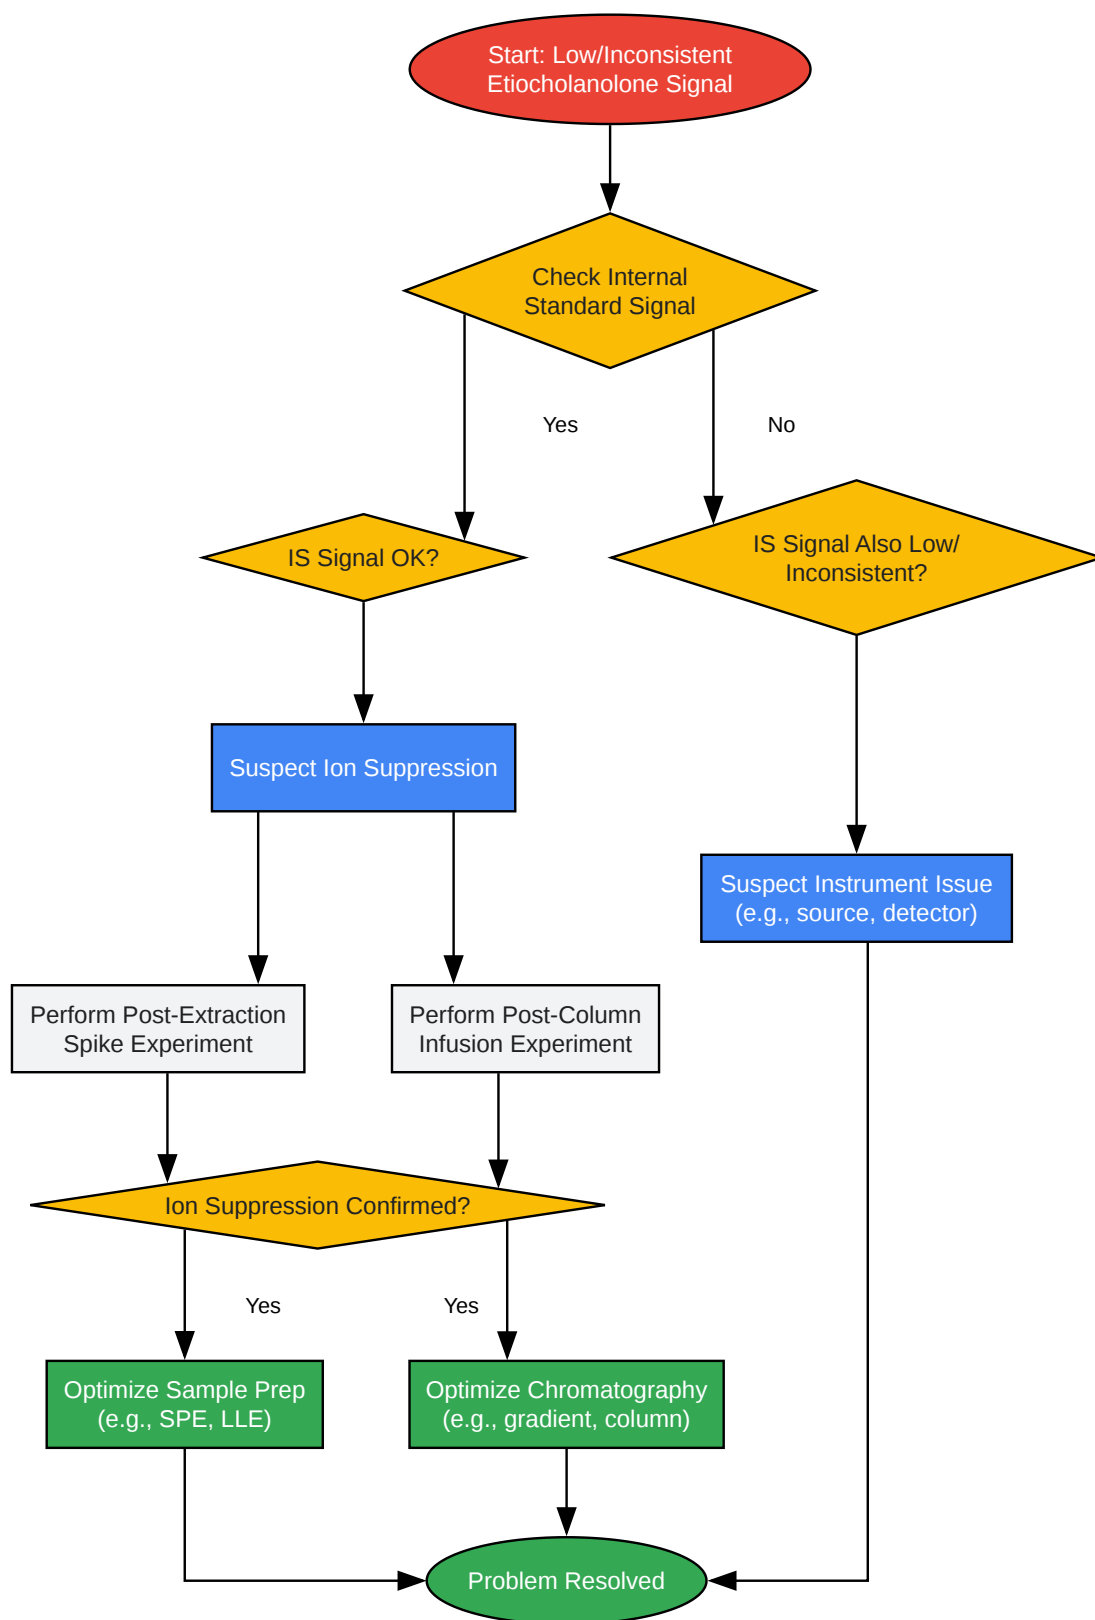 Start: Low/Inconsistent
Etiocholanolone Signal
Check Internal
Standard Signal
Yes
No
IS Signal OK?
IS Signal Also Low/
Inconsistent?
Suspect Ion Suppression
Suspect Instrument Issue
(e.g., source, detector)
Perform Post-Extraction
Spike Experiment
Perform Post-Column
Infusion Experiment
Ion Suppression Confirmed?
Yes
Yes
Optimize Sample Prep
(e.g., SPE, LLE)
Optimize Chromatography
(e.g., gradient, column)
Problem Resolved